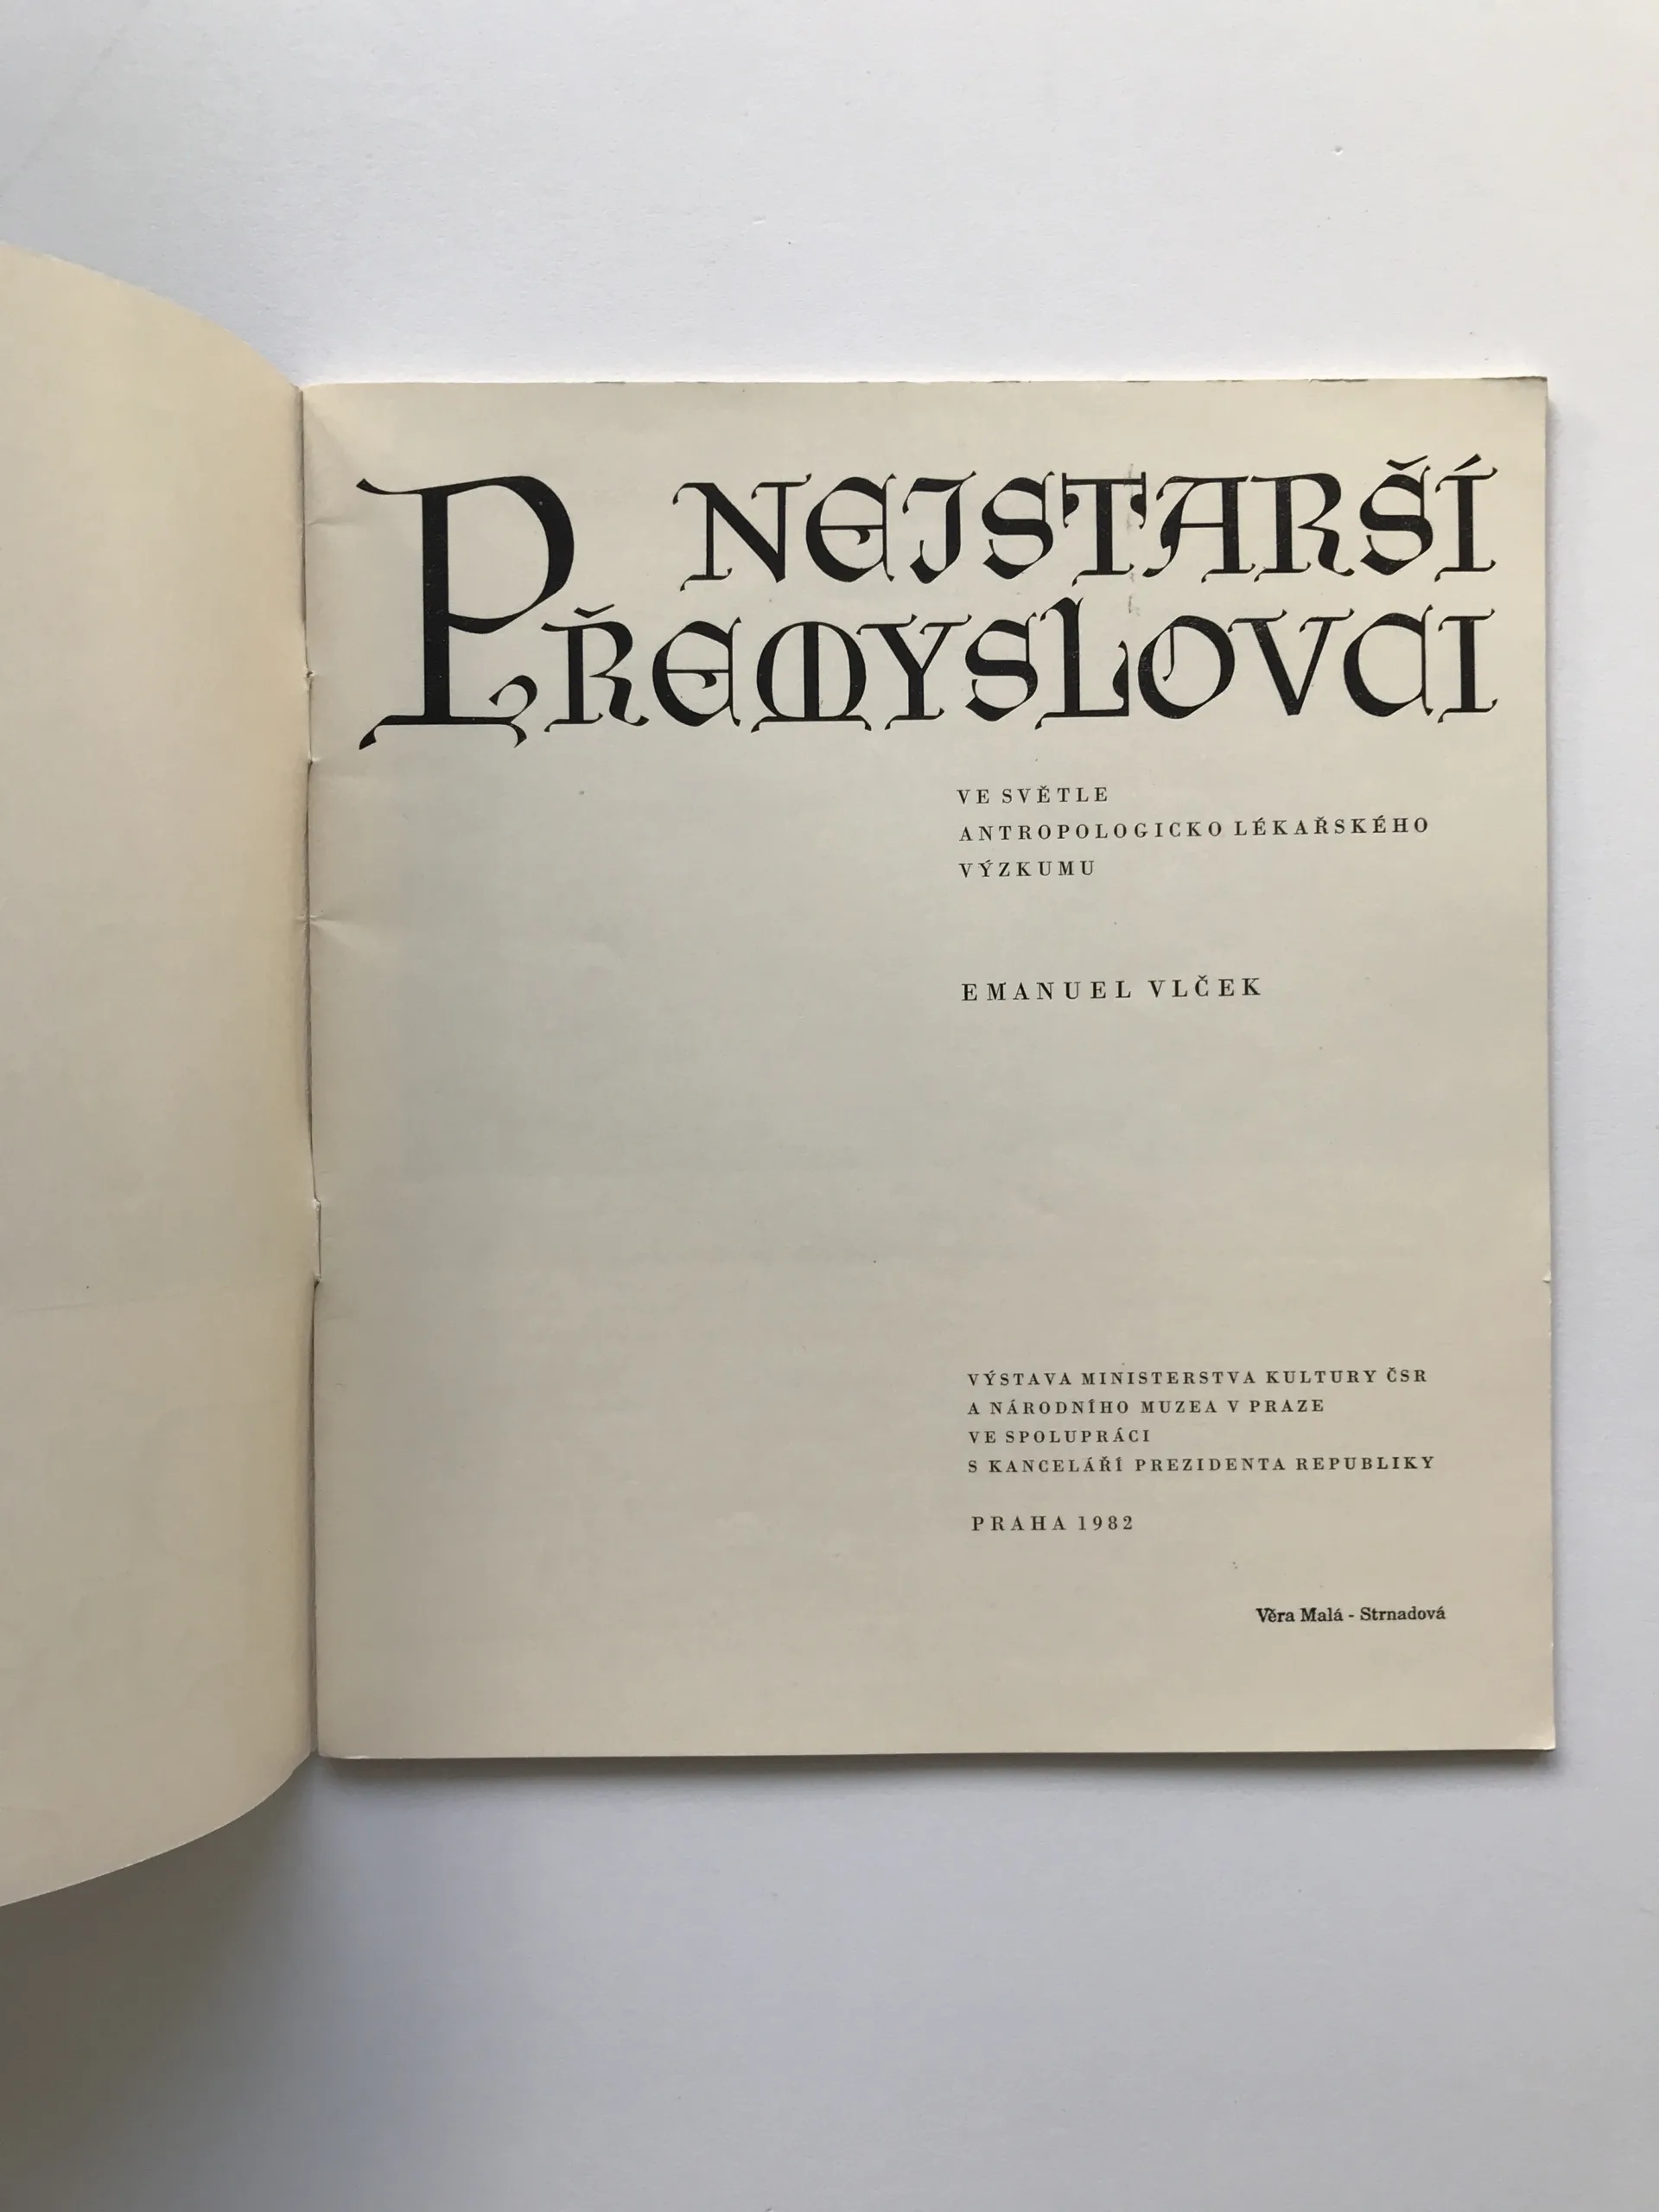 NEJSTARŠÍ
PŘEMYSLOVCI
VE SVĚTLE
ANTROPOLOGICKO LÉKAŘSKÉHO
VÝZKUMU
EMANUEL VLČEK
VÝSTAVA MINISTERSTVA KULTURY ČSR
A NÁRODNÍHO MUZEA V PRAZE
VE SPOLUPRÁCI
S KANCELÁŘÍ PREZIDENTA REPUBLIKY
PRAHA 1982
Věra Malá - Strnadová